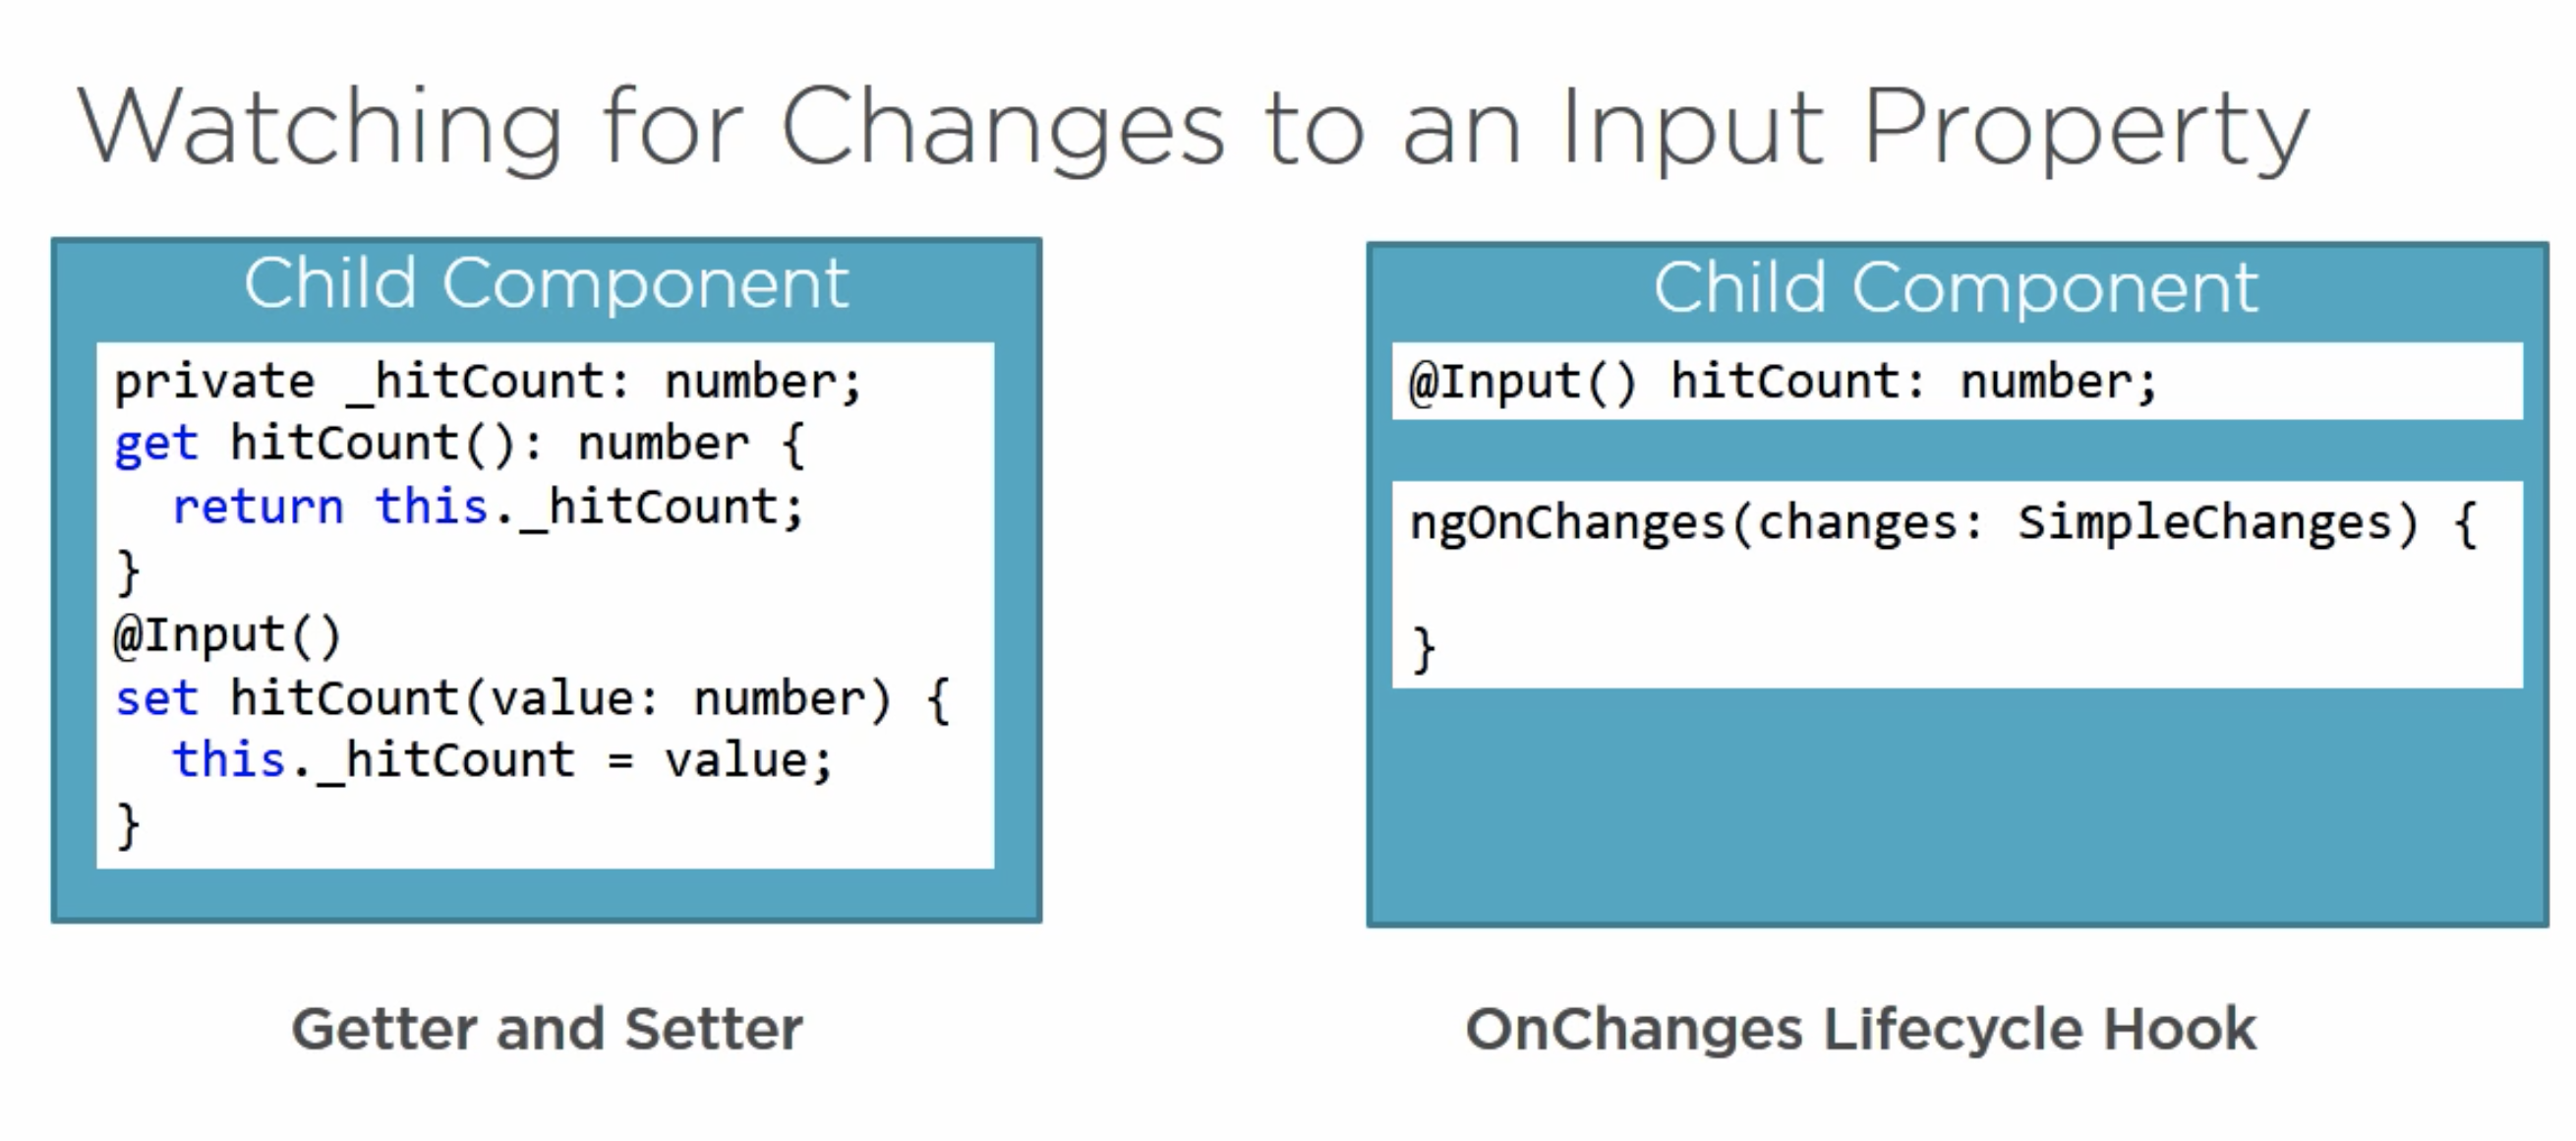 Watching for Changes to an Input Property
Child Component
private _hitCount: number;
get hitCount(): number {
  return this._hitCount;
}
@Input()
set hitCount(value: number) {
  this._hitCount = value;
}
Getter and Setter
Child Component
@Input() hitCount: number;
ngOnChanges(changes: SimpleChanges) {
}
OnChanges Lifecycle Hook